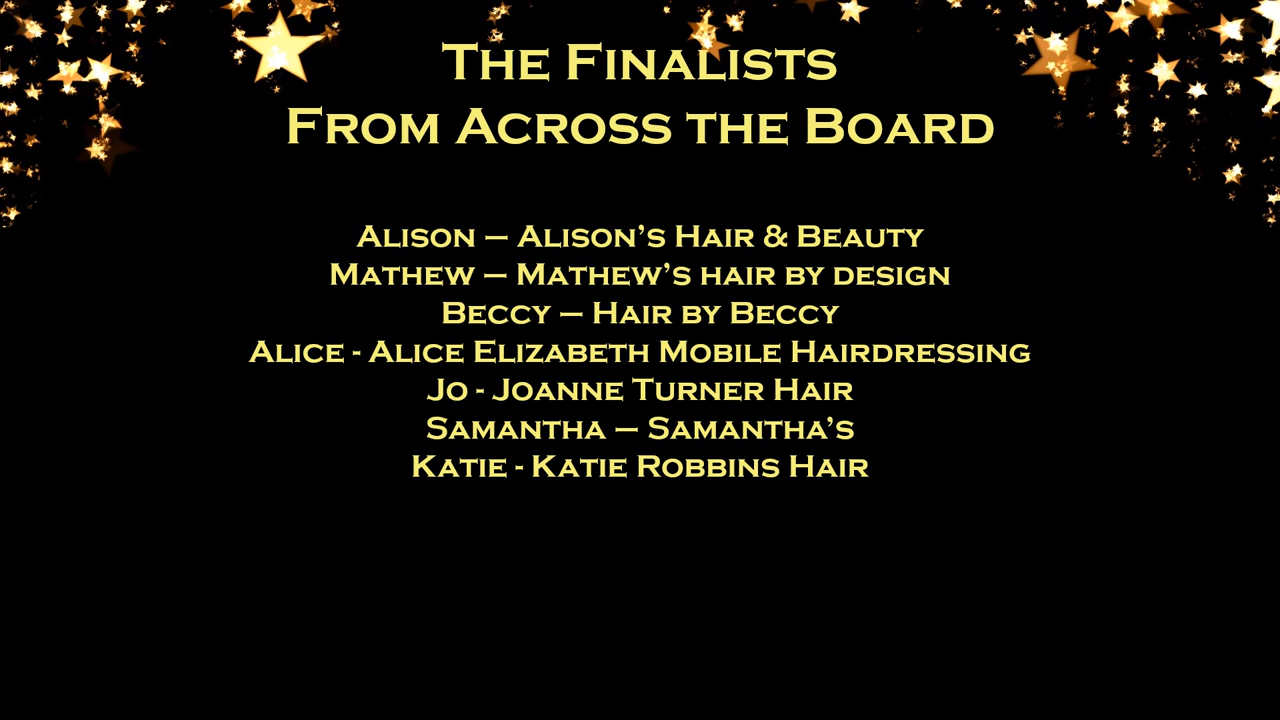 The Finalists
From Across the Board
Alison – Alison’s Hair & Beauty
Mathew – Mathew’s hair by design
Beccy – Hair by Beccy
Alice - Alice Elizabeth Mobile Hairdressing
Jo - Joanne Turner Hair
Samantha – Samantha’s
Katie - Katie Robbins Hair